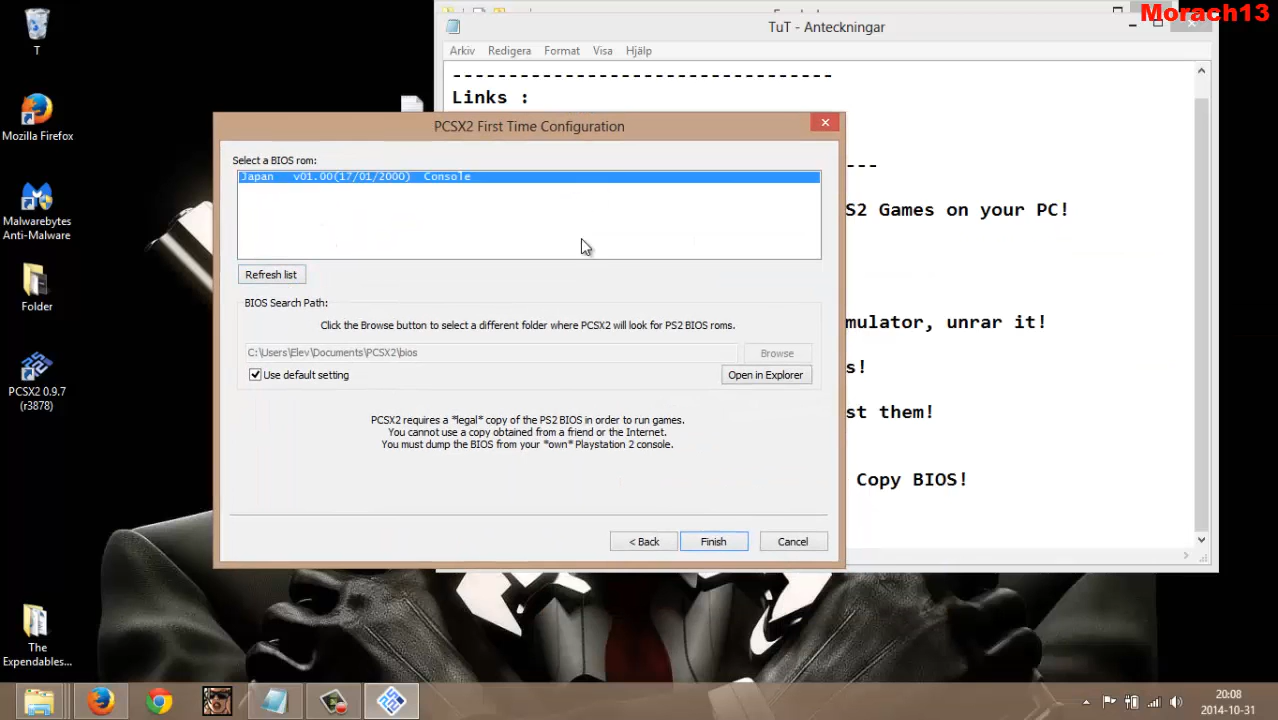 Morach13
T
Mozilla Firefox
Malwarebytes
Anti-Malware
Folder
PCSX2 0.9.7
(r3878)
The
Expendables...
TuT - Anteckningar
Arkiv Redigera Format Visa Hjälp
----------------------------------
Links :
---
S2 Games on your PC!
mulator, unrar it!
s!
st them!
Copy BIOS!
PCSX2 First Time Configuration
Select a BIOS rom:
Japan v01.00(17/01/2000) Console
Refresh list
BIOS Search Path:
Click the Browse button to select a different folder where PCSX2 will look for PS2 BIOS roms.
C:\Users\Elev\Documents\PCSX2\bios
Browse
Use default setting
Open in Explorer
PCSX2 requires a *legal* copy of the PS2 BIOS in order to run games.
You cannot use a copy obtained from a friend or the Internet.
You must dump the BIOS from your *own* Playstation 2 console.
< Back Finish Cancel
20:08
2014-10-31